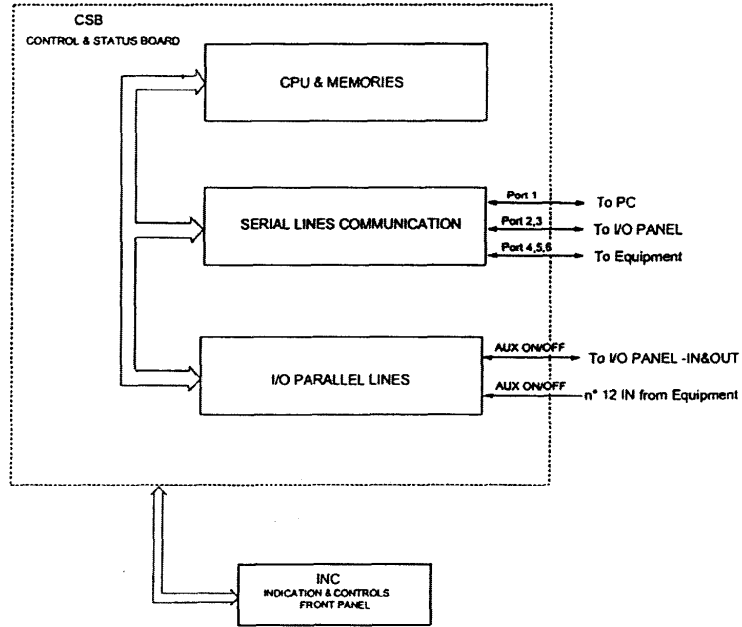 CSB
CONTROL & STATUS BOARD
CPU & MEMORIES
SERIAL LINES COMMUNICATION
Port 1
To PC
Port 2,3
To I/O PANEL
Port 4,5,6
To Equipment
I/O PARALLEL LINES
AUX ON/OFF
To I/O PANEL -IN&OUT
AUX ON/OFF
n° 12 IN from Equipment
INC
INDICATION & CONTROLS
FRONT PANEL